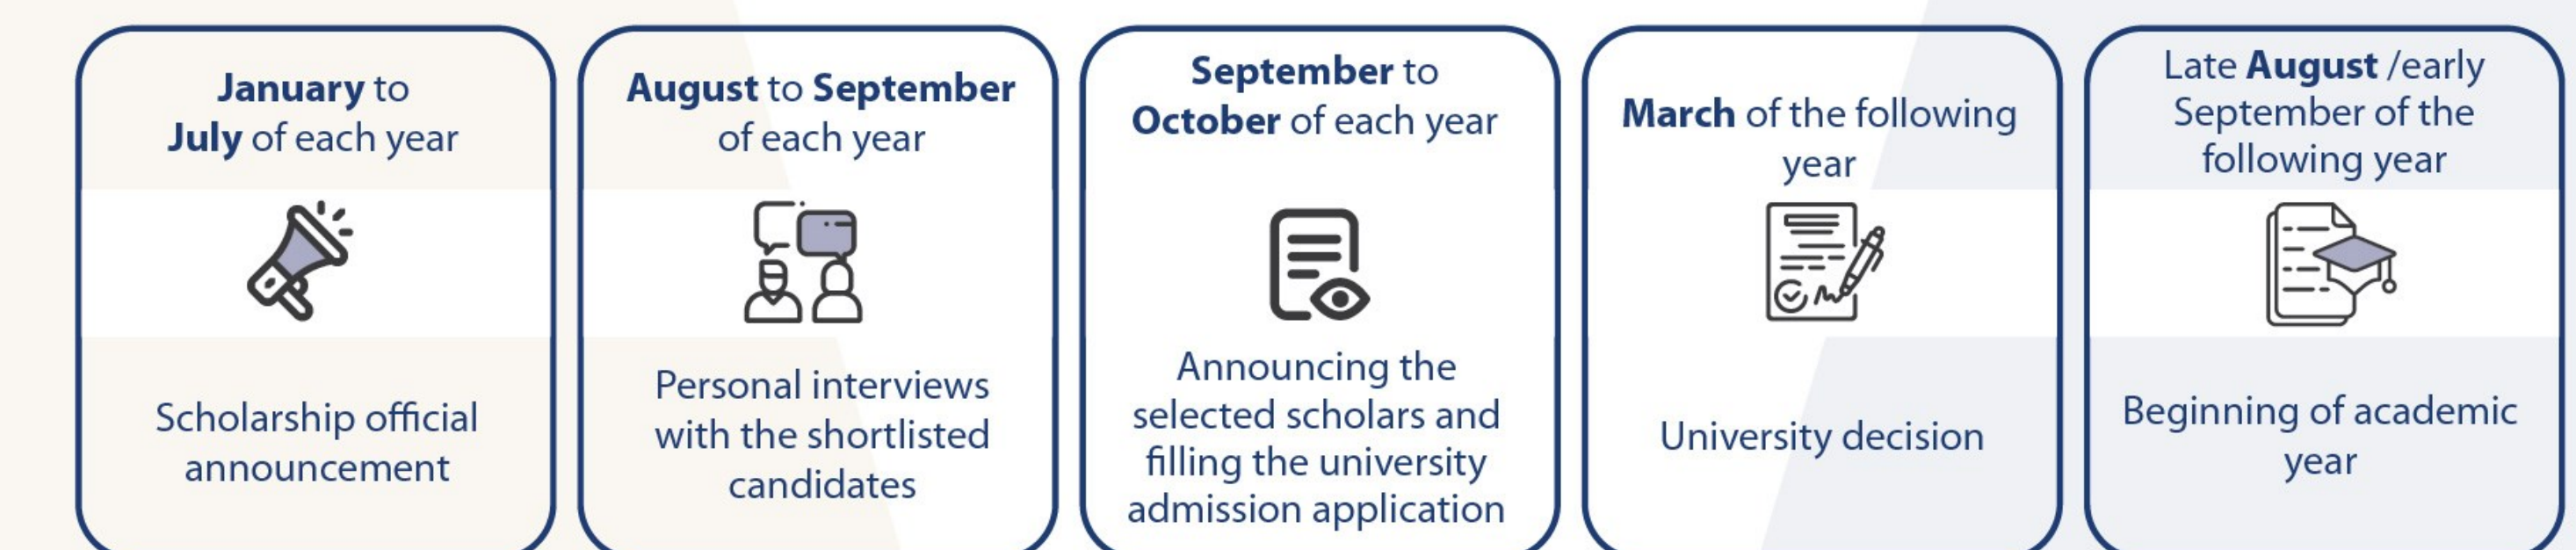 January to
July of each year
Scholarship official
announcement
August to September
of each year
Personal interviews
with the shortlisted
candidates
September to
October of each year
Announcing the
selected scholars and
filling the university
admission application
March of the following
year
University decision
Late August /early
September of the
following year
Beginning of academic
year